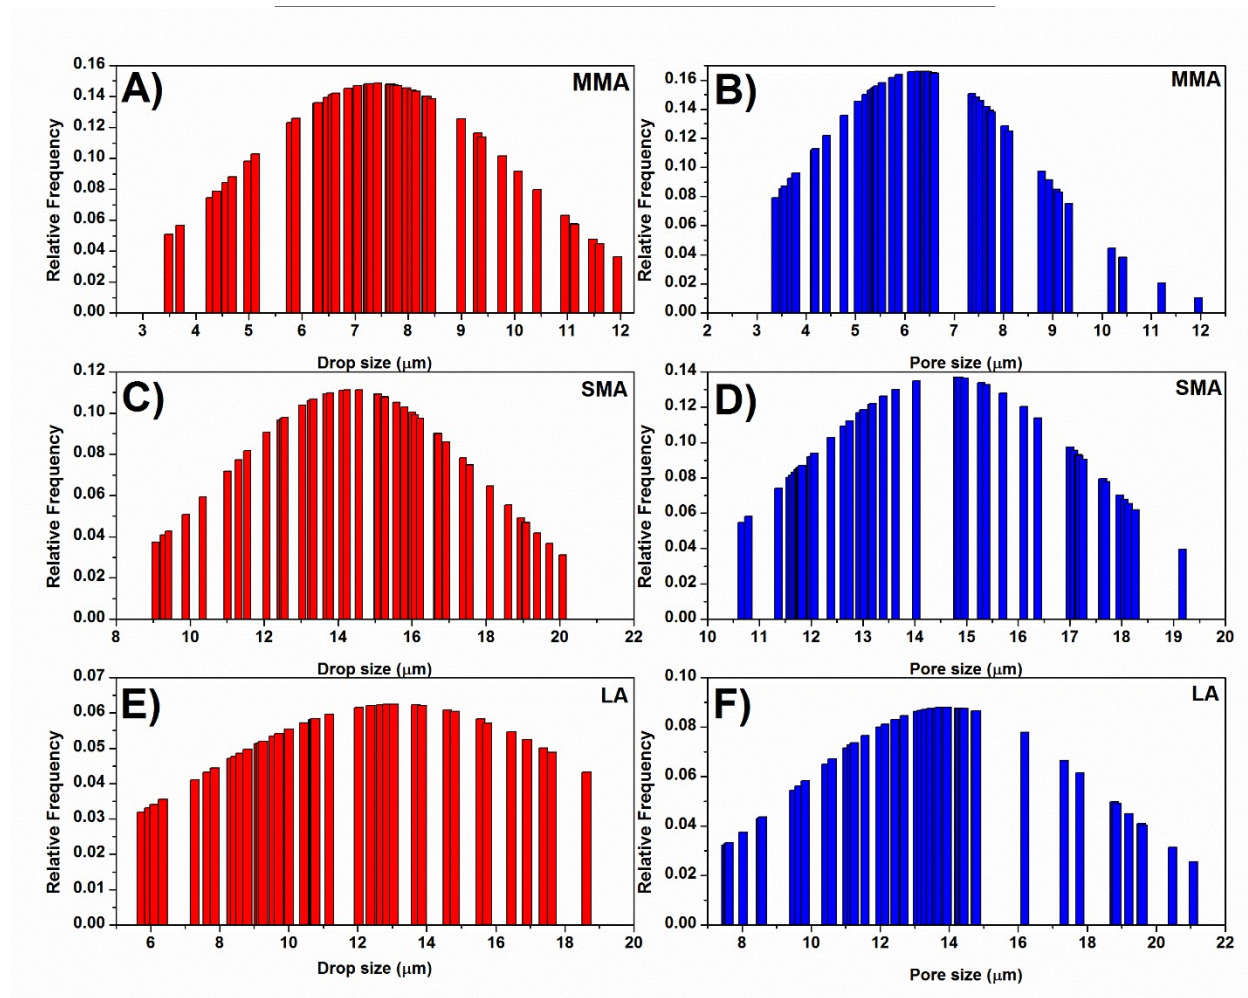 A) MMA
Relative Frequency
0.16
0.14
0.12
0.10
0.08
0.06
0.04
0.02
0.00
3 4 5 6 7 8 9 10 11 12
Drop size (μm)
B) MMA
Relative Frequency
0.16
0.14
0.12
0.10
0.08
0.06
0.04
0.02
0.00
2 3 4 5 6 7 8 9 10 11 12
Pore size (μm)
C) SMA
Relative Frequency
0.12
0.10
0.08
0.06
0.04
0.02
0.00
8 10 12 14 16 18 20 22
Drop size (μm)
D) SMA
Relative Frequency
0.14
0.12
0.10
0.08
0.06
0.04
0.02
0.00
10 11 12 13 14 15 16 17 18 19 20
Pore size (μm)
E) LA
Relative Frequency
0.07
0.06
0.05
0.04
0.03
0.02
0.01
0.00
6 8 10 12 14 16 18 20
Drop size (μm)
F) LA
Relative Frequency
0.10
0.08
0.06
0.04
0.02
0.00
8 10 12 14 16 18 20 22
Pore size (μm)